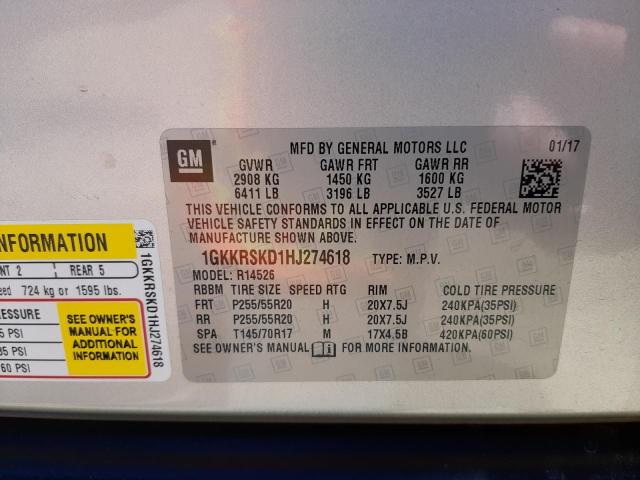 GM
MFD BY GENERAL MOTORS LLC 01/17
GVWR GAWR FRT GAWR RR
2908 KG 1450 KG 1600 KG
6411 LB 3196 LB 3527 LB
THIS VEHICLE CONFORMS TO ALL APPLICABLE U.S. FEDERAL MOTOR
VEHICLE SAFETY STANDARDS IN EFFECT ON THE DATE OF
MANUFACTURE SHOWN ABOVE.
1GKKRSKD1HJ274618 TYPE: M.P.V.
MODEL: R14526
RBBM TIRE SIZE SPEED RTG RIM COLD TIRE PRESSURE
FRT P255/55R20 H 20X7.5J 240KPA(35PSI)
RR P255/55R20 H 20X7.5J 240KPA(35PSI)
SPA T145/70R17 M 17X4.5B 420KPA(60PSI)
SEE OWNER'S MANUAL FOR MORE INFORMATION.
INFORMATION
2 REAR 5
724 kg or 1595 lbs.
SEE OWNER'S
MANUAL FOR
ADDITIONAL
INFORMATION
PSI
PSI
60 PSI
1GKKRSKD1HJ274618